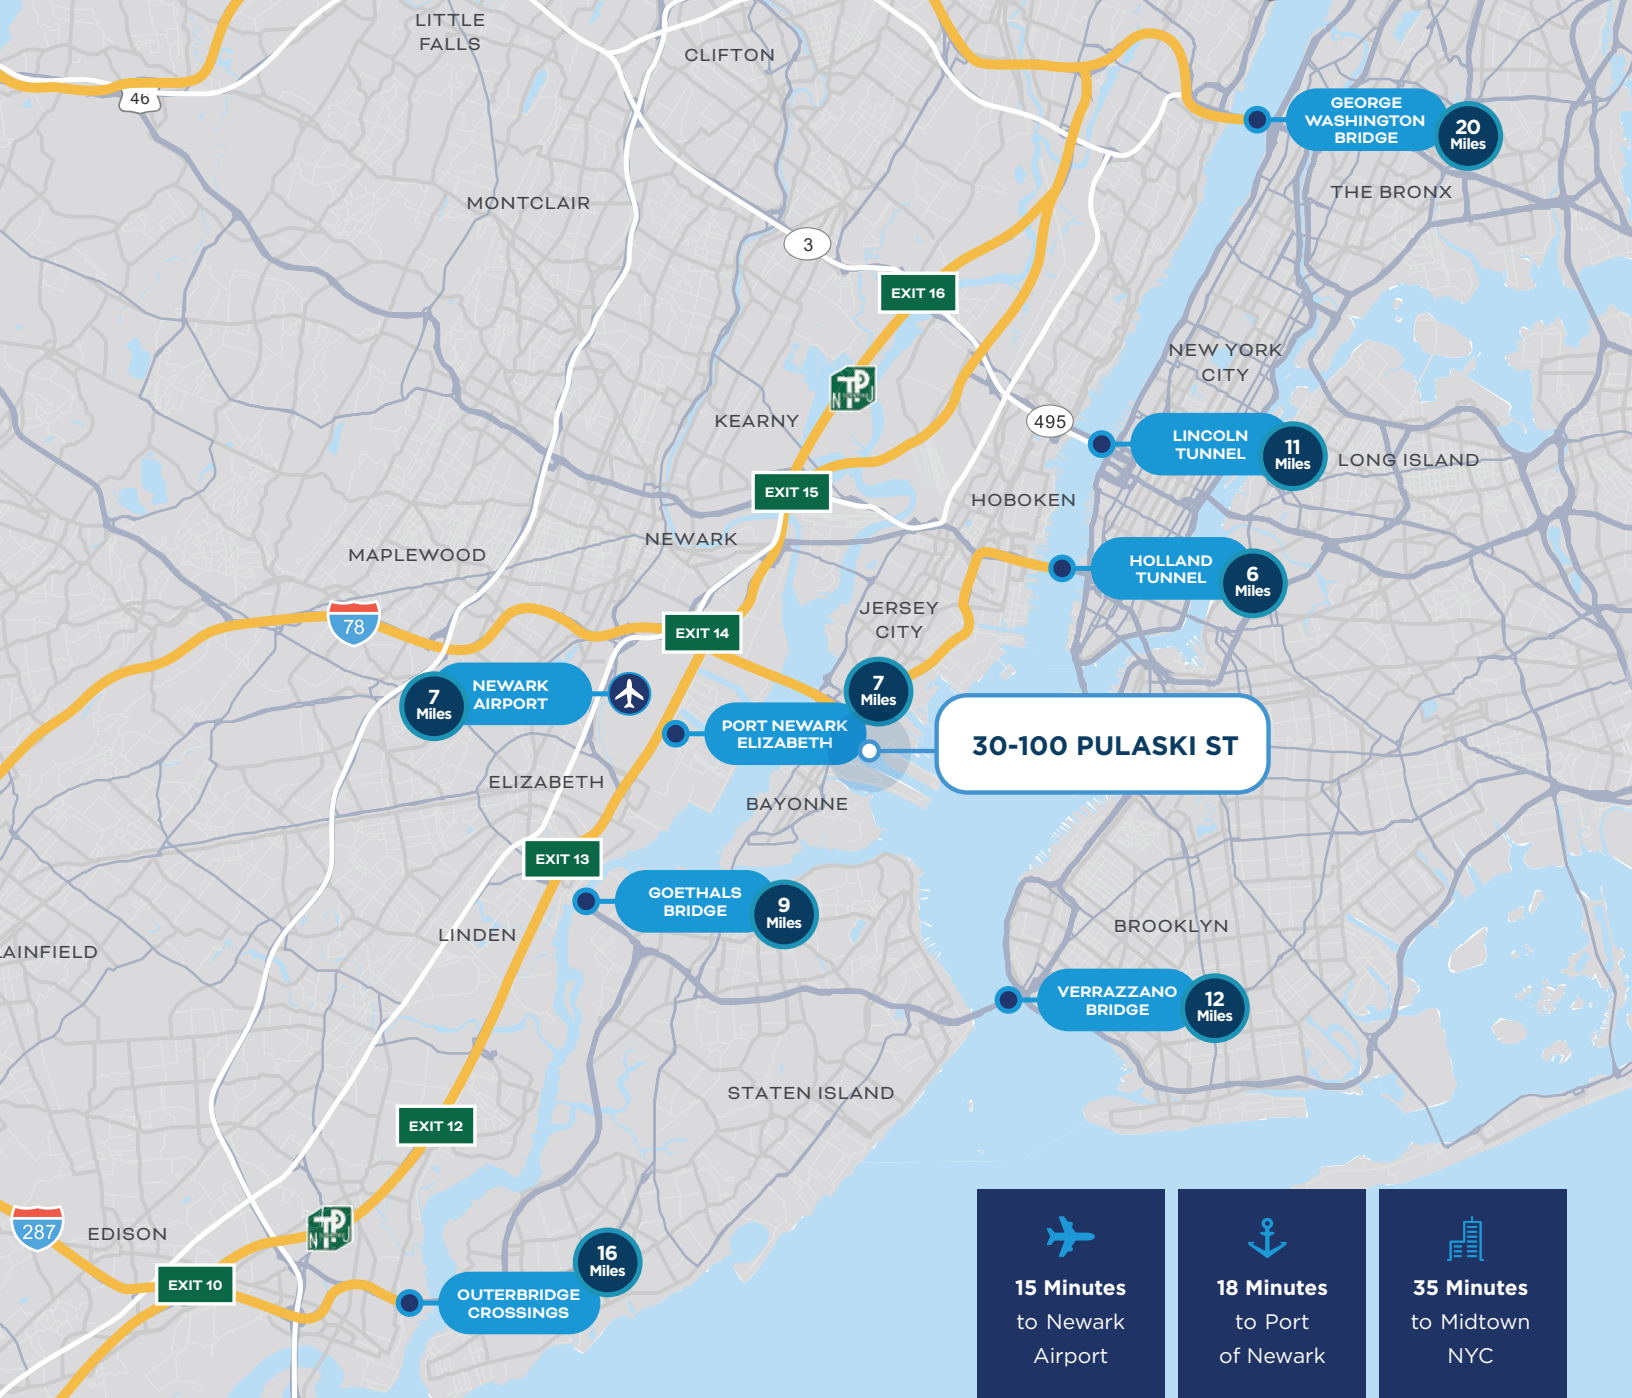 LITTLE
FALLS
CLIFTON
46
GEORGE
WASHINGTON
BRIDGE
20
Miles
THE BRONX
MONTCLAIR
3
EXIT 16
NEW YORK
CITY
NTPJ
KEARNY
495
LINCOLN
TUNNEL
11
Miles
LONG ISLAND
EXIT 15
HOBOKEN
NEWARK
MAPLEWOOD
HOLLAND
TUNNEL
6
Miles
JERSEY
CITY
78
EXIT 14
7
Miles
NEWARK
AIRPORT
7
Miles
PORT NEWARK
ELIZABETH
30-100 PULASKI ST
ELIZABETH
BAYONNE
EXIT 13
GOETHALS
BRIDGE
9
Miles
LINDEN
BROOKLYN
LAINFIELD
VERRAZZANO
BRIDGE
12
Miles
STATEN ISLAND
EXIT 12
NTPJ
287
EDISON
EXIT 10
16
Miles
OUTERBRIDGE
CROSSINGS
15 Minutes
to Newark
Airport
18 Minutes
to Port
of Newark
35 Minutes
to Midtown
NYC